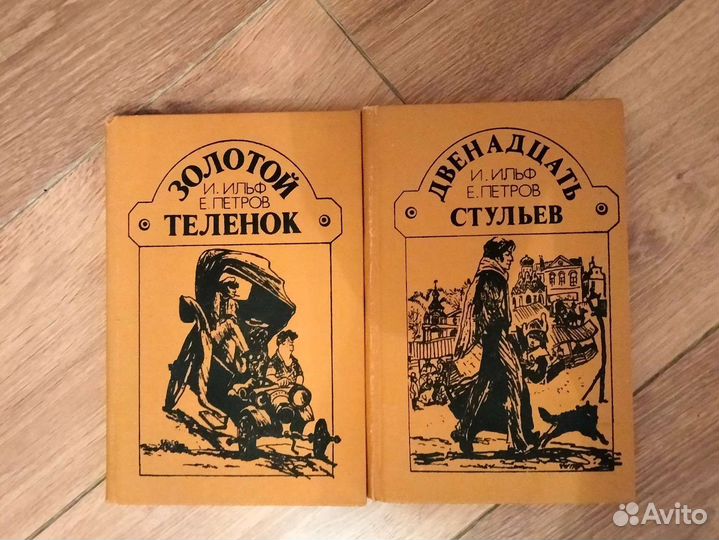 ЗОЛОТОЙ
И. ИЛЬФ
Е. ПЕТРОВ
ТЕЛЕНОК
ДВЕНАДЦАТЬ
И. ИЛЬФ
Е. ПЕТРОВ
СТУЛЬЕВ
Avito